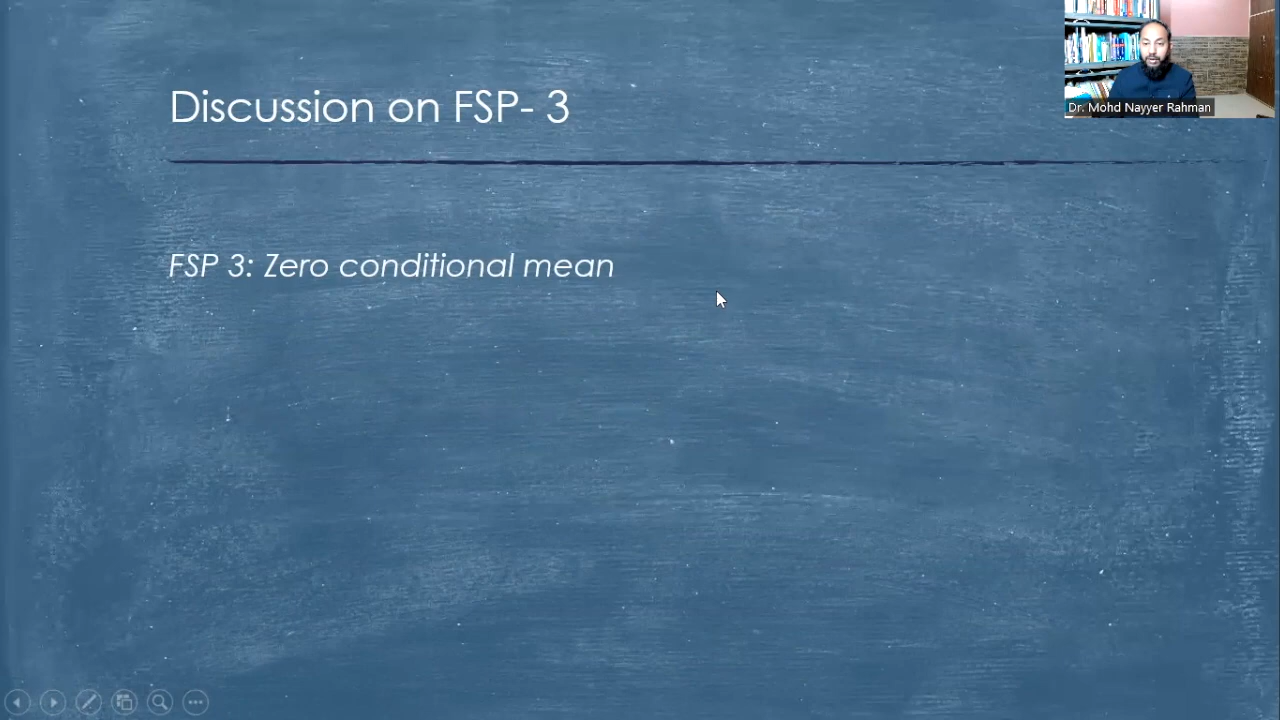 Discussion on FSP- 3
Dr. Mohd Nayyer Rahman
FSP 3: Zero conditional mean